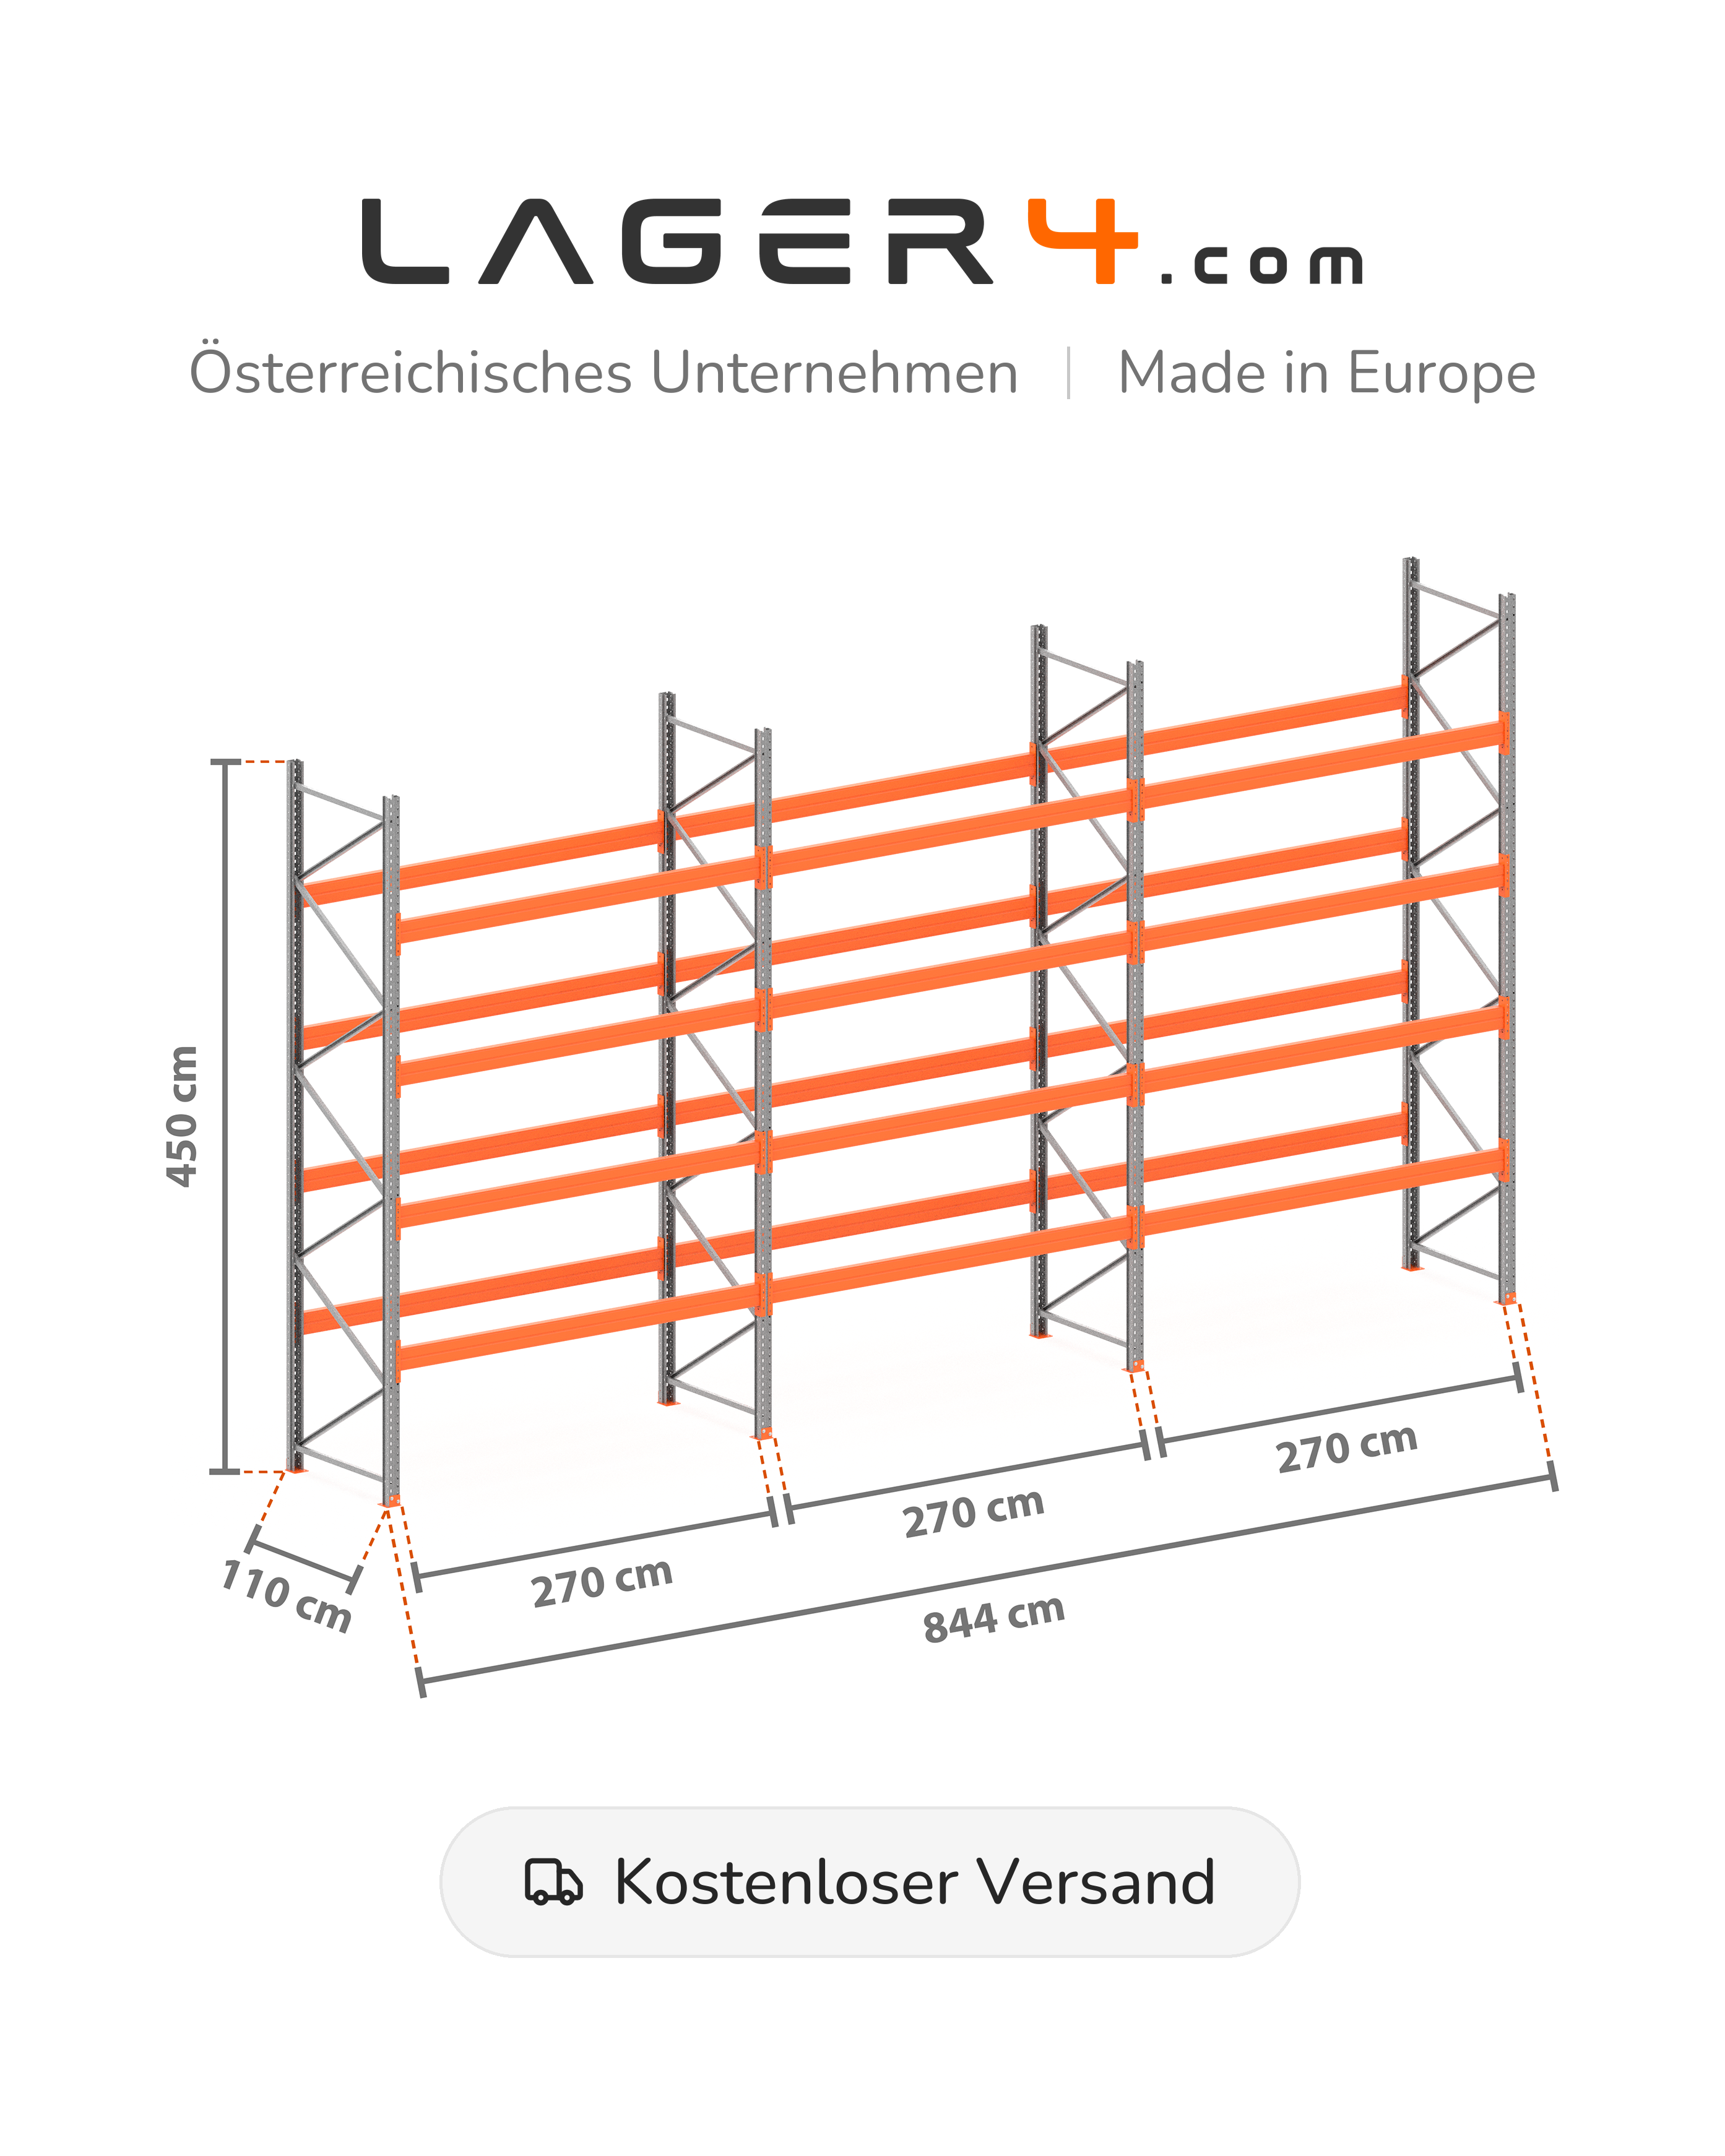 LAGER4.com
Österreichisches Unternehmen | Made in Europe
450 cm
110 cm
270 cm
270 cm
270 cm
844 cm
Kostenloser Versand